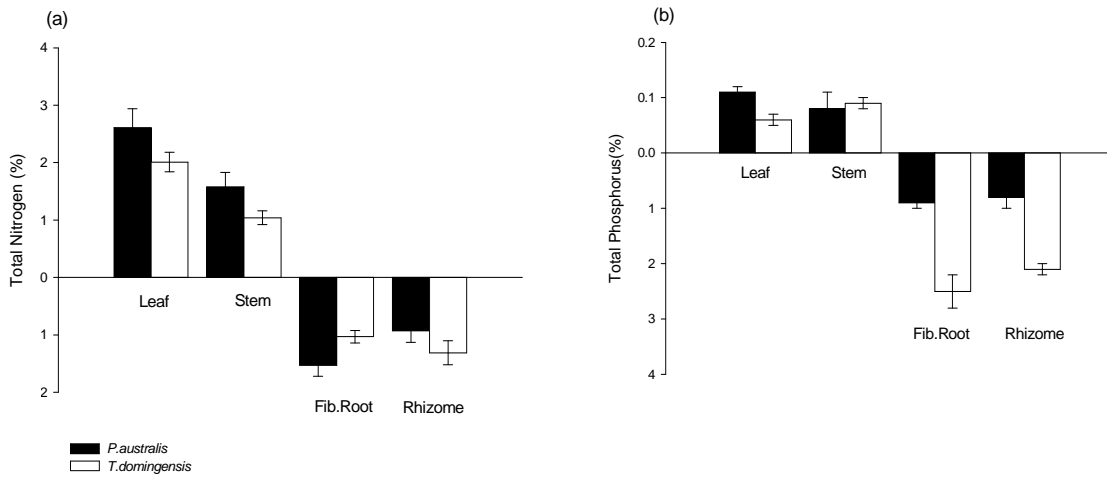 (a)
Total Nitrogen (%)
4
3
2
1
0
1
2
Leaf
Stem
Fib.Root
Rhizome
P.australis
T.domingensis
(b)
Total Phosphorus(%)
0.2
0.1
0.0
1
2
3
4
Leaf
Stem
Fib.Root
Rhizome